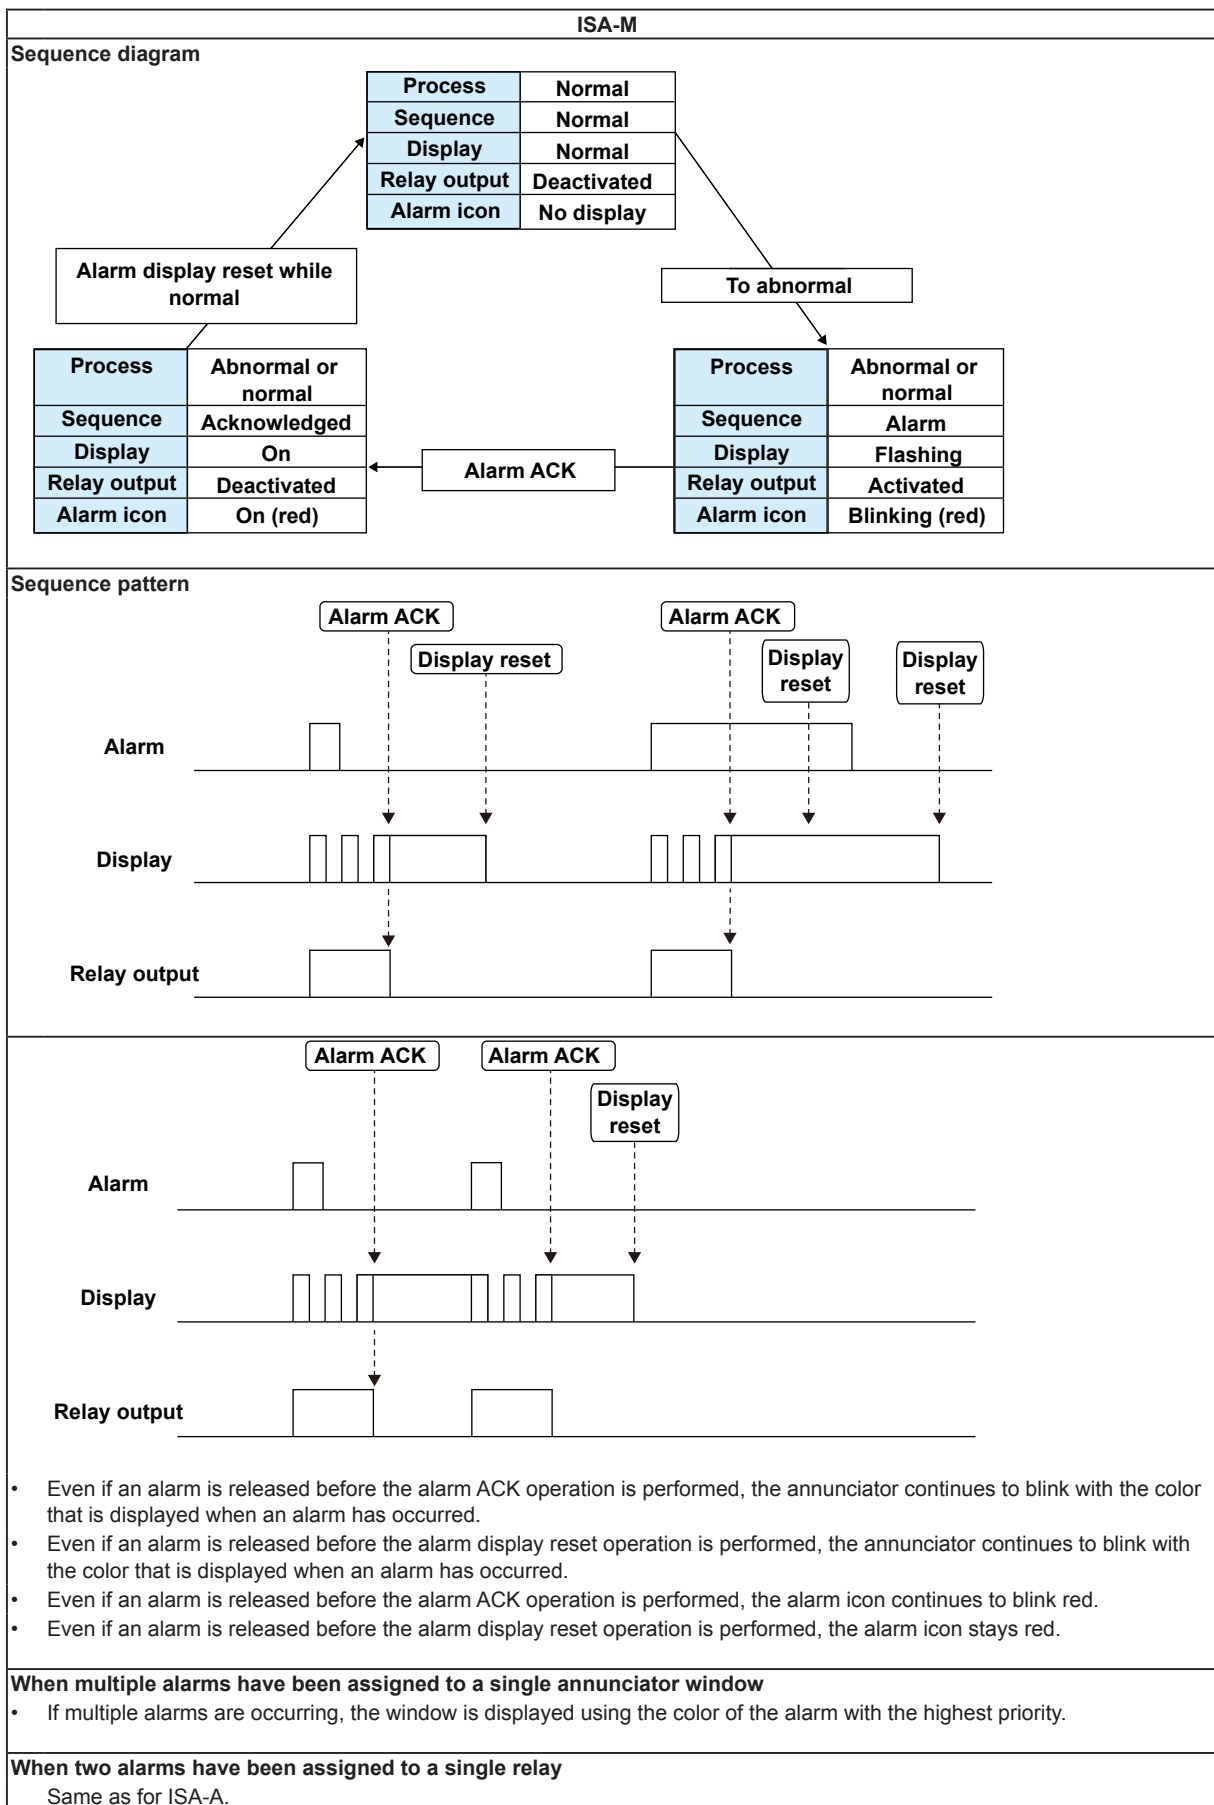 ISA-M
Sequence diagram
Process Normal
Sequence Normal
Display Normal
Relay output Deactivated
Alarm icon No display
Alarm display reset while
normal
To abnormal
Process Abnormal or
normal
Sequence Acknowledged
Display On
Relay output Deactivated
Alarm icon On (red)
Alarm ACK
Process Abnormal or
normal
Sequence Alarm
Display Flashing
Relay output Activated
Alarm icon Blinking (red)
Sequence pattern
Alarm ACK
Display reset
Alarm ACK
Display
reset
Display
reset
Alarm
Display
Relay output
Alarm ACK
Alarm ACK
Display
reset
Alarm
Display
Relay output
• Even if an alarm is released before the alarm ACK operation is performed, the annunciator continues to blink with the color
that is displayed when an alarm has occurred.
• Even if an alarm is released before the alarm display reset operation is performed, the annunciator continues to blink with
the color that is displayed when an alarm has occurred.
• Even if an alarm is released before the alarm ACK operation is performed, the alarm icon continues to blink red.
• Even if an alarm is released before the alarm display reset operation is performed, the alarm icon stays red.
When multiple alarms have been assigned to a single annunciator window
• If multiple alarms are occurring, the window is displayed using the color of the alarm with the highest priority.
When two alarms have been assigned to a single relay
Same as for ISA-A.